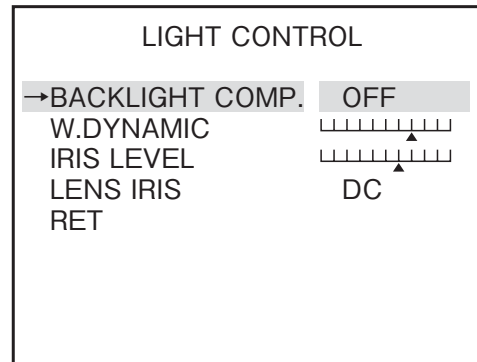 LIGHT CONTROL
→BACKLIGHT COMP. OFF
W.DYNAMIC
IRIS LEVEL
LENS IRIS DC
RET